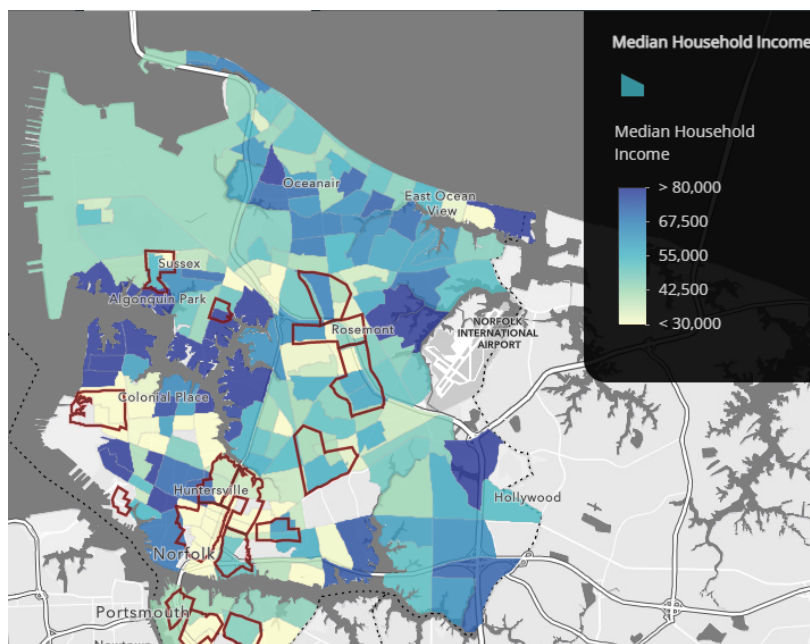 Median Household Income
Median Household
Income
> 80,000
67,500
55,000
42,500
< 30,000
Oceanair
East Ocean
View
Sussex
Algonquin Park
Rosemont
NORFOLK
INTERNATIONAL
AIRPORT
Colonial Place
Huntersville
Hollywood
Norfolk
Portsmouth
Newtown